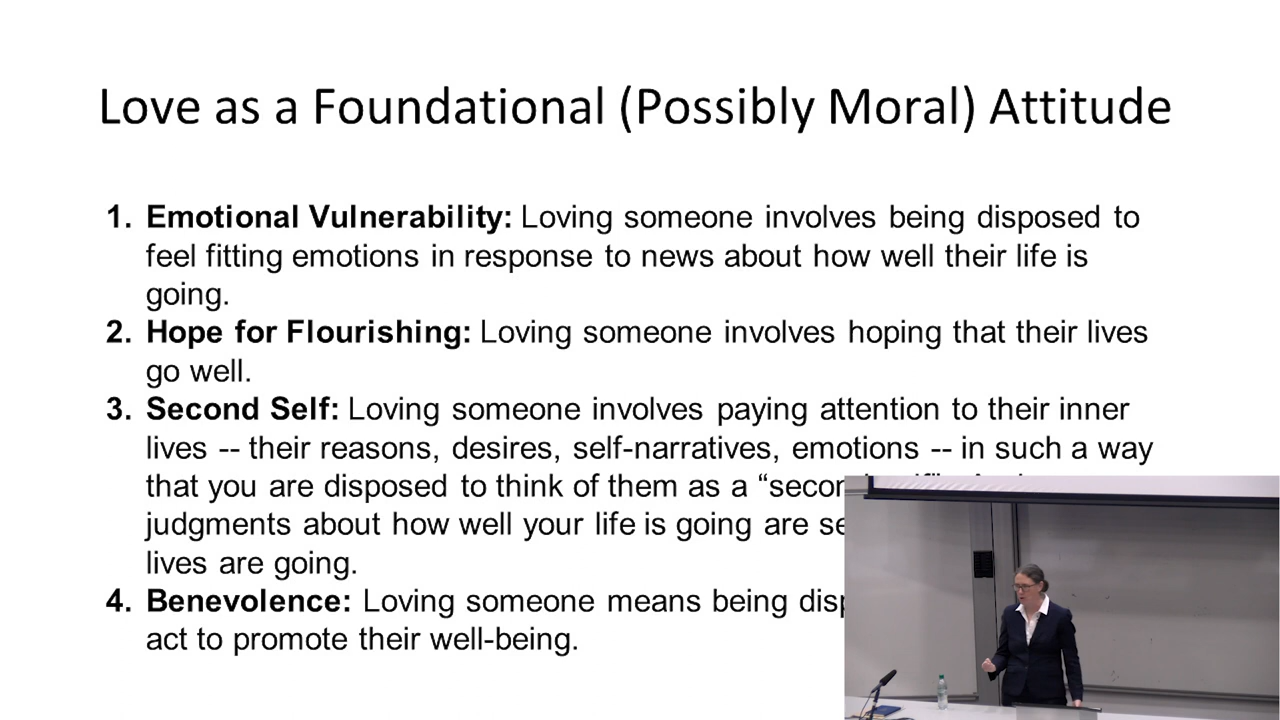 Love as a Foundational (Possibly Moral) Attitude
1. Emotional Vulnerability: Loving someone involves being disposed to
feel fitting emotions in response to news about how well their life is
going.
2. Hope for Flourishing: Loving someone involves hoping that their lives
go well.
3. Second Self: Loving someone involves paying attention to their inner
lives -- their reasons, desires, self-narratives, emotions -- in such a way
that you are disposed to think of them as a
judgments about how well your life is going are
lives are going.
4. Benevolence: Loving someone means being
act to promote their well-being.